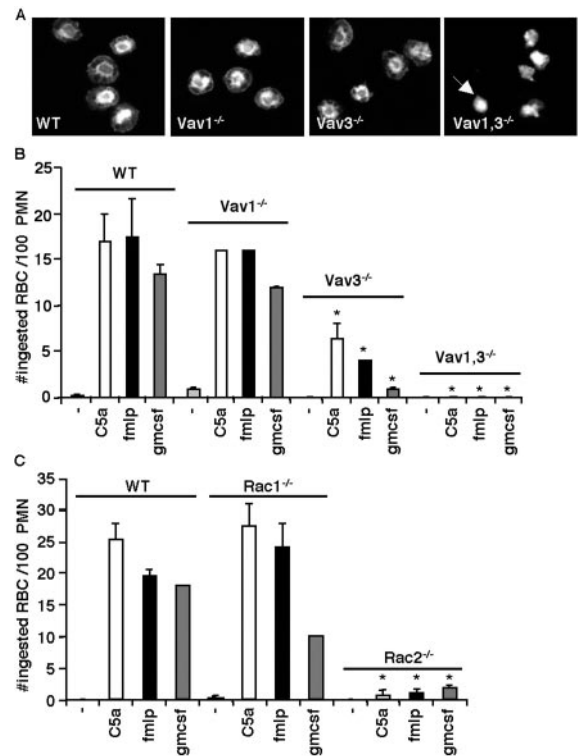 A
WT
Vav1-/-
Vav3-/-
Vav1,3-/-
B
WT
Vav1-/-
Vav3-/-
Vav1,3-/-
#ingested RBC /100 PMN
25
20
15
10
5
0
* * * * * *
- C5a fmlp gmcsf - C5a fmlp gmcsf - C5a fmlp gmcsf - C5a fmlp gmcsf
C
WT
Rac1-/-
Rac2-/-
#ingested RBC /100 PMN
35
30
25
20
15
10
5
0
* * *
- C5a fmlp gmcsf - C5a fmlp gmcsf - C5a fmlp gmcsf